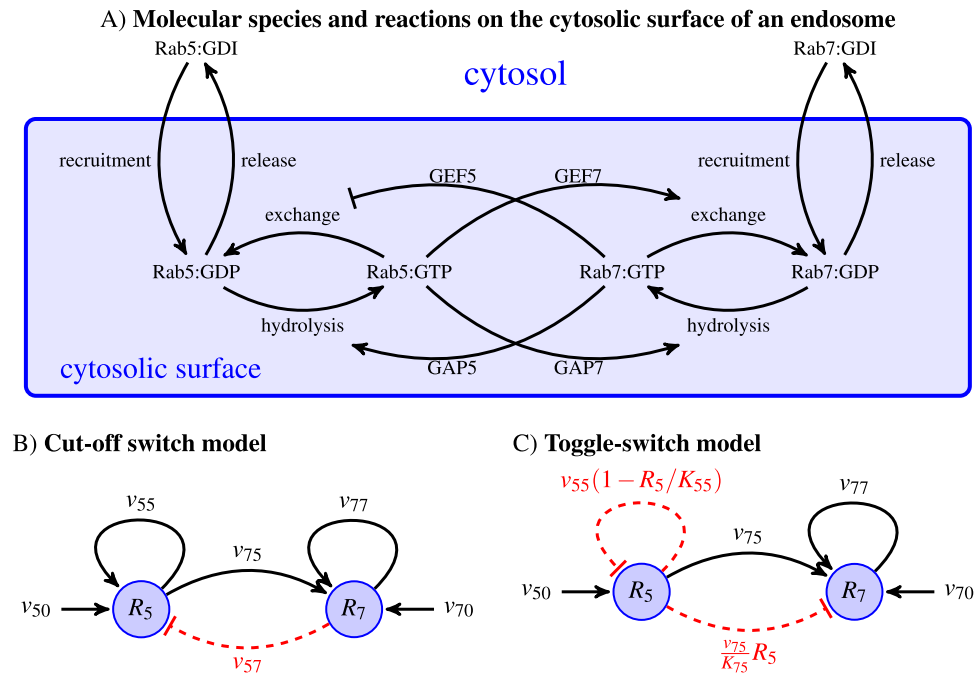 A) Molecular species and reactions on the cytosolic surface of an endosome
Rab5:GDI
Rab7:GDI
cytosol
recruitment
release
recruitment
release
GEF5
GEF7
exchange
exchange
Rab5:GDP
Rab5:GTP
Rab7:GTP
Rab7:GDP
hydrolysis
hydrolysis
GAP5
GAP7
cytosolic surface
B) Cut-off switch model
v55
v77
v75
v50
R5
R7
v70
v57
C) Toggle-switch model
v55(1−R5/K55)
v77
v75
v50
R5
R7
v70
v75/K75 R5